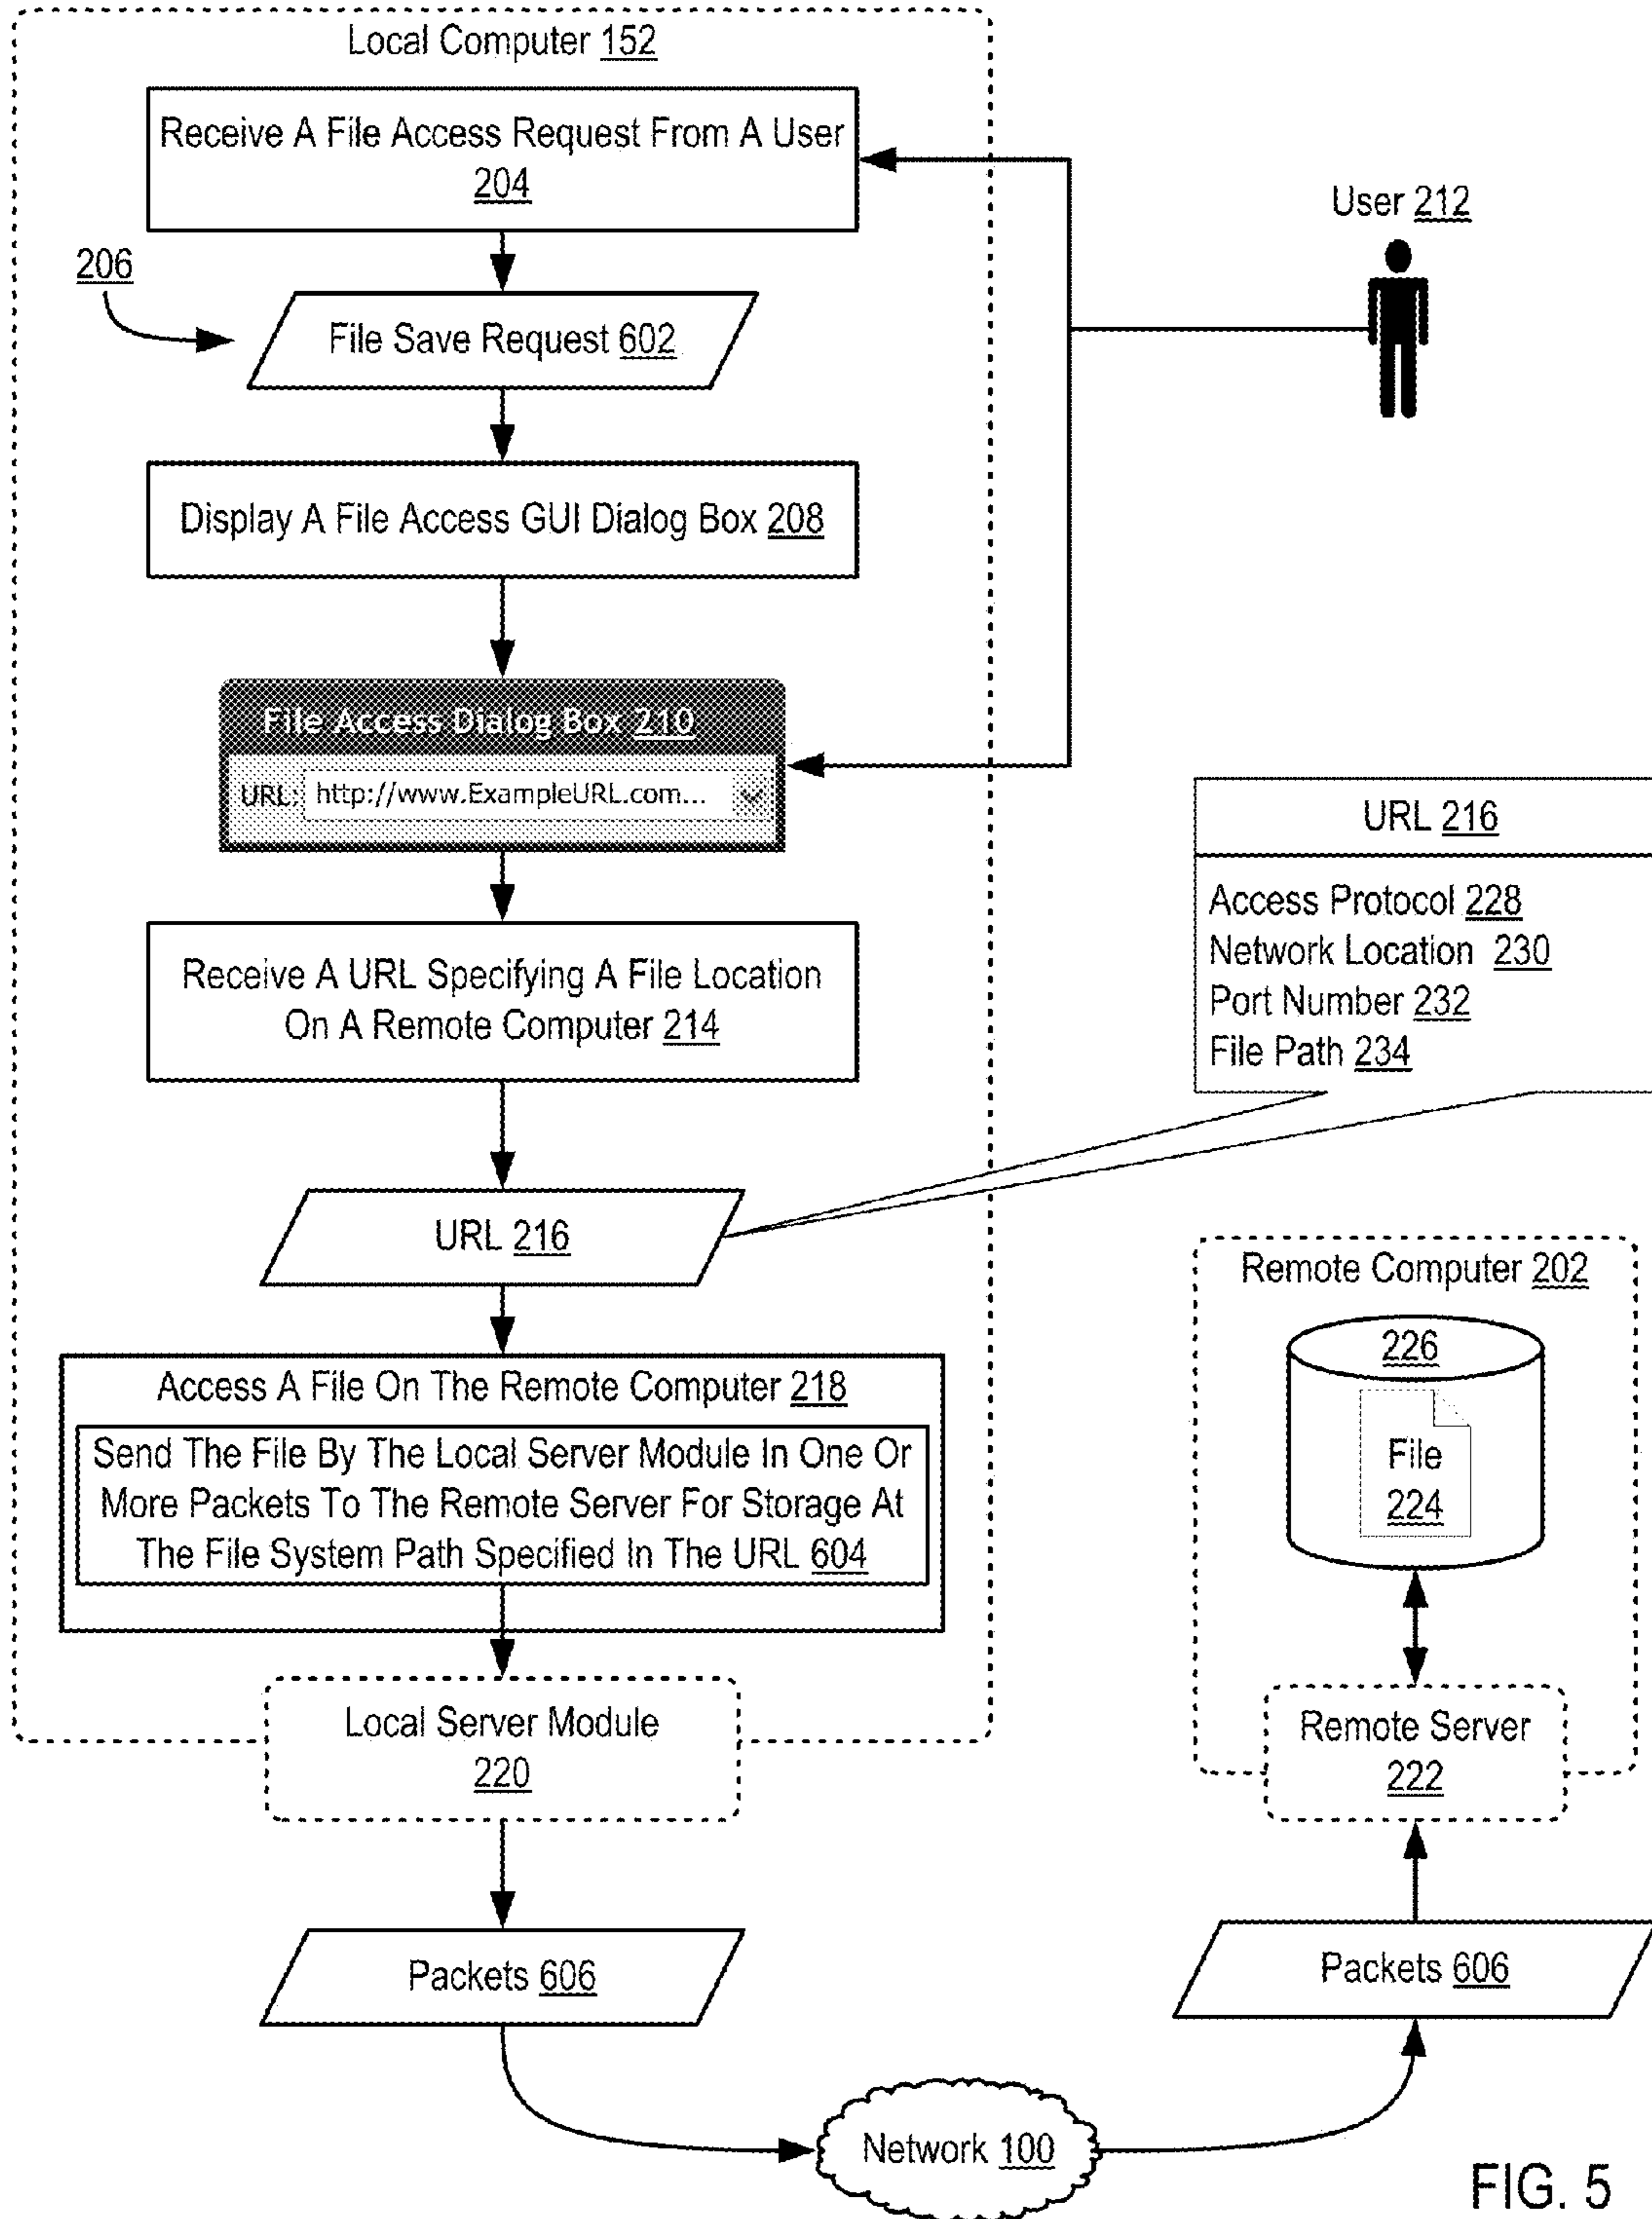 Local Computer 152
Receive A File Access Request From A User
204
User 212
206
File Save Request 602
Display A File Access GUI Dialog Box 208
File Access Dialog Box 210
URL: http://www.ExampleURL.com...
URL 216
Access Protocol 228
Network Location 230
Port Number 232
File Path 234
Receive A URL Specifying A File Location
On A Remote Computer 214
URL 216
Remote Computer 202
226
File
224
Access A File On The Remote Computer 218
Send The File By The Local Server Module In One Or
More Packets To The Remote Server For Storage At
The File System Path Specified In The URL 604
Local Server Module
220
Remote Server
222
Packets 606
Packets 606
Network 100
FIG. 5